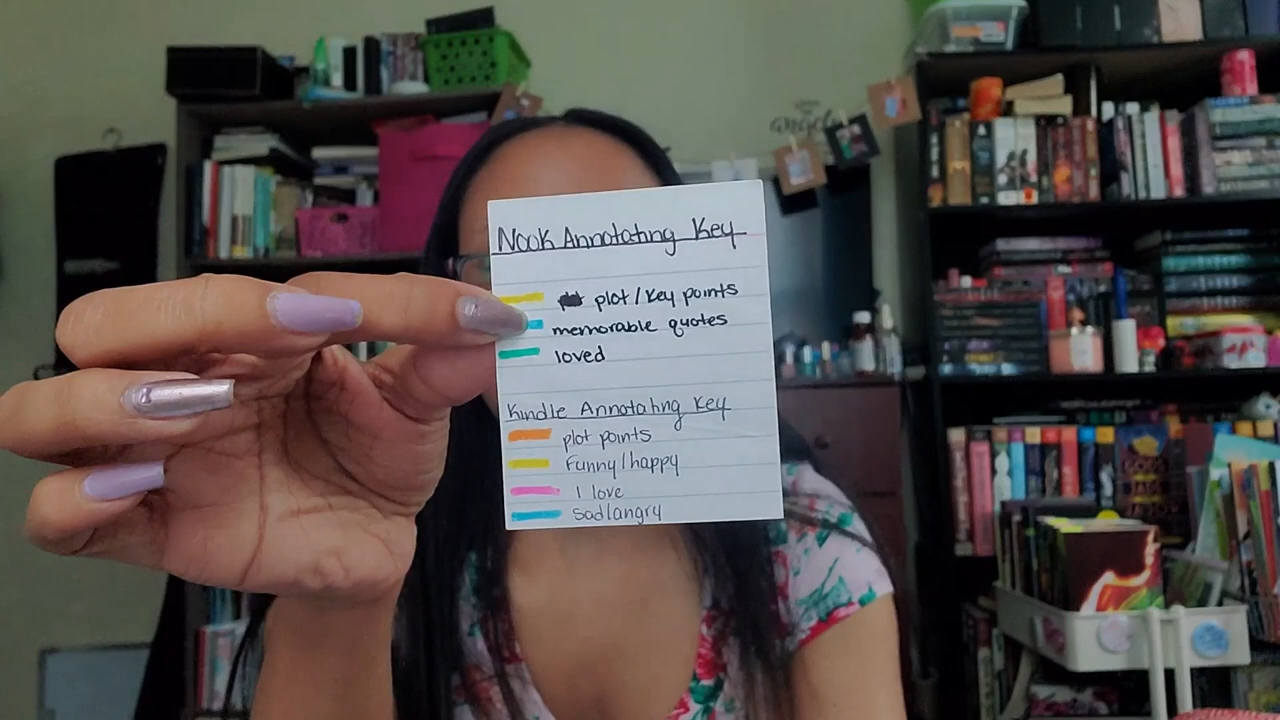 angels
Nook Annotating Key
plot/key points
memorable quotes
loved
Kindle Annotating Key
plot points
funny/happy
I love
sad/angry